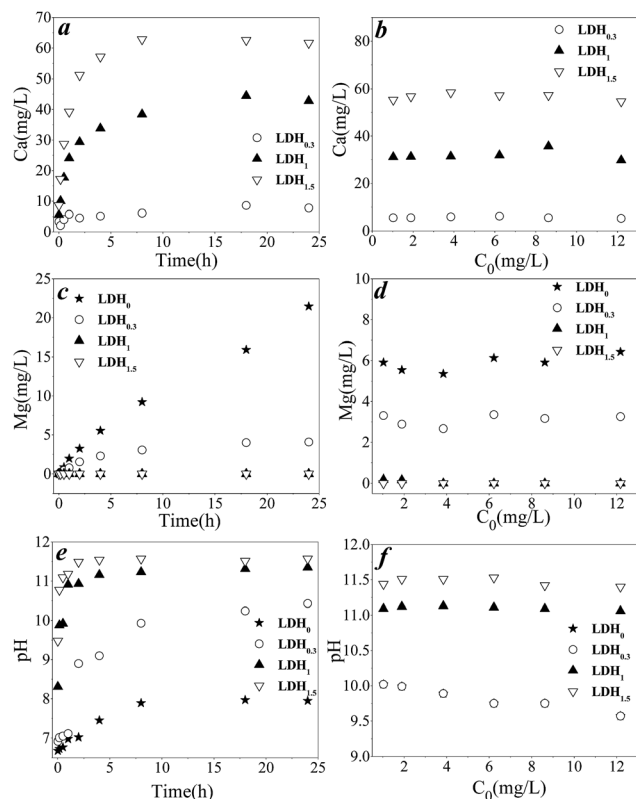 a
Ca(mg/L)
70
60
50
40
30
20
10
0
LDH0.3
LDH1
LDH1.5
0 5 10 15 20 25
Time(h)
b
Ca(mg/L)
80
60
40
20
0
LDH0.3
LDH1
LDH1.5
0 2 4 6 8 10 12
C0(mg/L)
c
Mg(mg/L)
25
20
15
10
5
0
LDH0
LDH0.3
LDH1
LDH1.5
0 5 10 15 20 25
Time(h)
d
Mg(mg/L)
10
8
6
4
2
0
LDH0
LDH0.3
LDH1
LDH1.5
0 2 4 6 8 10 12
C0(mg/L)
e
pH
12
11
10
9
8
7
LDH0
LDH0.3
LDH1
LDH1.5
0 5 10 15 20 25
Time(h)
f
pH
12.0
11.5
11.0
10.5
10.0
9.5
9.0
LDH0
LDH0.3
LDH1
LDH1.5
0 2 4 6 8 10 12
C0(mg/L)